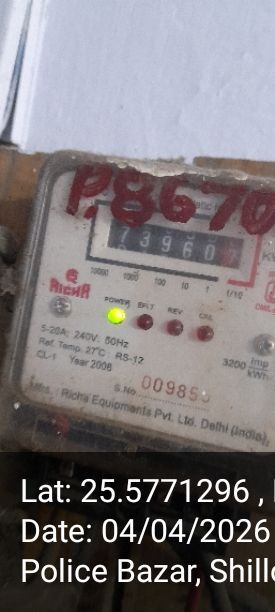 P.8670
73960
10000 1000 100 10 1 1/10
RICHA
POWER EFLT REV CAL
5-20A, 240V, 50Hz
Ref. Temp. 27°C RS-12
CL-1 Year 2008
3200 imp
kWh
S.No. 00985
Mfrs. Richa Equipments Pvt. Ltd. Delhi (India)
Lat: 25.5771296 ,
Date: 04/04/2026
Police Bazar, Shillo